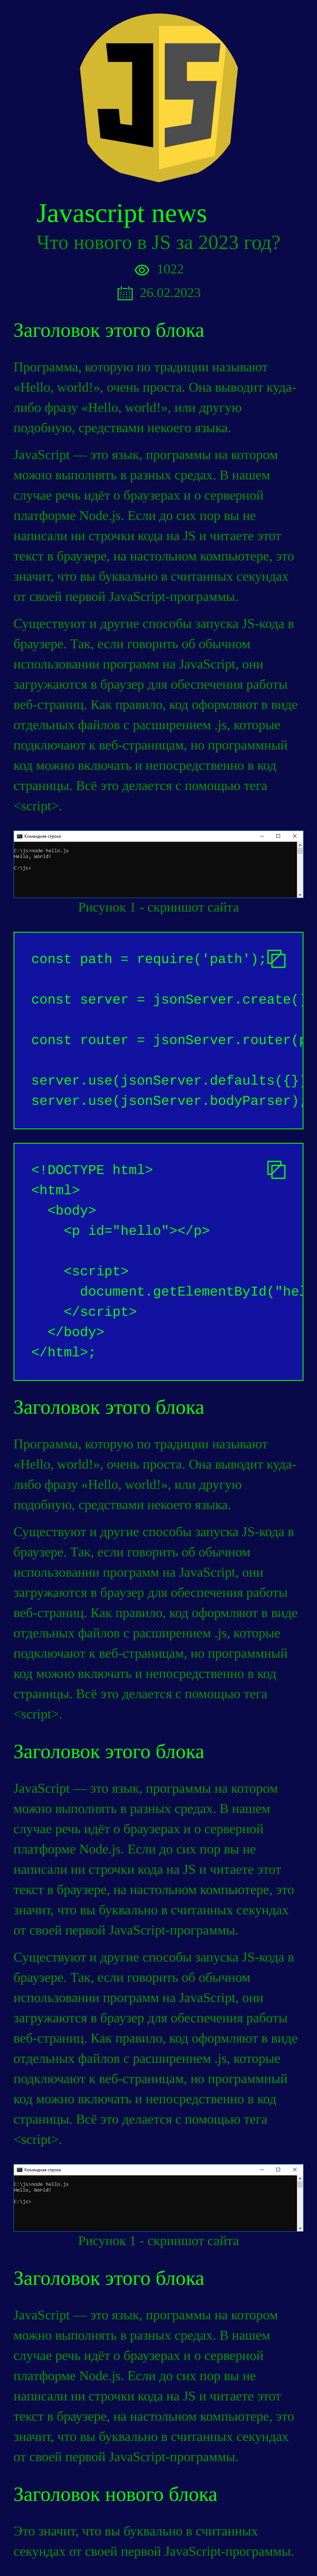 JS
Javascript news
Что нового в JS за 2023 год?
1022
26.02.2023
Заголовок этого блока
Программа, которую по традиции называют
«Hello, world!», очень проста. Она выводит куда-
либо фразу «Hello, world!», или другую
подобную, средствами некоего языка.
JavaScript — это язык, программы на котором
можно выполнять в разных средах. В нашем
случае речь идёт о браузерах и о серверной
платформе Node.js. Если до сих пор вы не
написали ни строчки кода на JS и читаете этот
текст в браузере, на настольном компьютере, это
значит, что вы буквально в считанных секундах
от своей первой JavaScript-программы.
Существуют и другие способы запуска JS-кода в
браузере. Так, если говорить об обычном
использовании программ на JavaScript, они
загружаются в браузер для обеспечения работы
веб-страниц. Как правило, код оформляют в виде
отдельных файлов с расширением .js, которые
подключают к веб-страницам, но программный
код можно включать и непосредственно в код
страницы. Всё это делается с помощью тега
<script>.
Командная строка
C:\js>node hello.js
Hello, World!
C:\js>
Рисунок 1 - скриншот сайта
const path = require('path');
const server = jsonServer.create()
const router = jsonServer.router(p
server.use(jsonServer.defaults({})
server.use(jsonServer.bodyParser)
<!DOCTYPE html>
<html>
<body>
<p id="hello"></p>
<script>
document.getElementById("hel
</script>
</body>
</html>;
Заголовок этого блока
Программа, которую по традиции называют
«Hello, world!», очень проста. Она выводит куда-
либо фразу «Hello, world!», или другую
подобную, средствами некоего языка.
Существуют и другие способы запуска JS-кода в
браузере. Так, если говорить об обычном
использовании программ на JavaScript, они
загружаются в браузер для обеспечения работы
веб-страниц. Как правило, код оформляют в виде
отдельных файлов с расширением .js, которые
подключают к веб-страницам, но программный
код можно включать и непосредственно в код
страницы. Всё это делается с помощью тега
<script>.
Заголовок этого блока
JavaScript — это язык, программы на котором
можно выполнять в разных средах. В нашем
случае речь идёт о браузерах и о серверной
платформе Node.js. Если до сих пор вы не
написали ни строчки кода на JS и читаете этот
текст в браузере, на настольном компьютере, это
значит, что вы буквально в считанных секундах
от своей первой JavaScript-программы.
Существуют и другие способы запуска JS-кода в
браузере. Так, если говорить об обычном
использовании программ на JavaScript, они
загружаются в браузер для обеспечения работы
веб-страниц. Как правило, код оформляют в виде
отдельных файлов с расширением .js, которые
подключают к веб-страницам, но программный
код можно включать и непосредственно в код
страницы. Всё это делается с помощью тега
<script>.
Командная строка
C:\js>node hello.js
Hello, World!
C:\js>
Рисунок 1 - скриншот сайта
Заголовок этого блока
JavaScript — это язык, программы на котором
можно выполнять в разных средах. В нашем
случае речь идёт о браузерах и о серверной
платформе Node.js. Если до сих пор вы не
написали ни строчки кода на JS и читаете этот
текст в браузере, на настольном компьютере, это
значит, что вы буквально в считанных секундах
от своей первой JavaScript-программы.
Заголовок нового блока
Это значит, что вы буквально в считанных
секундах от своей первой JavaScript-программы.